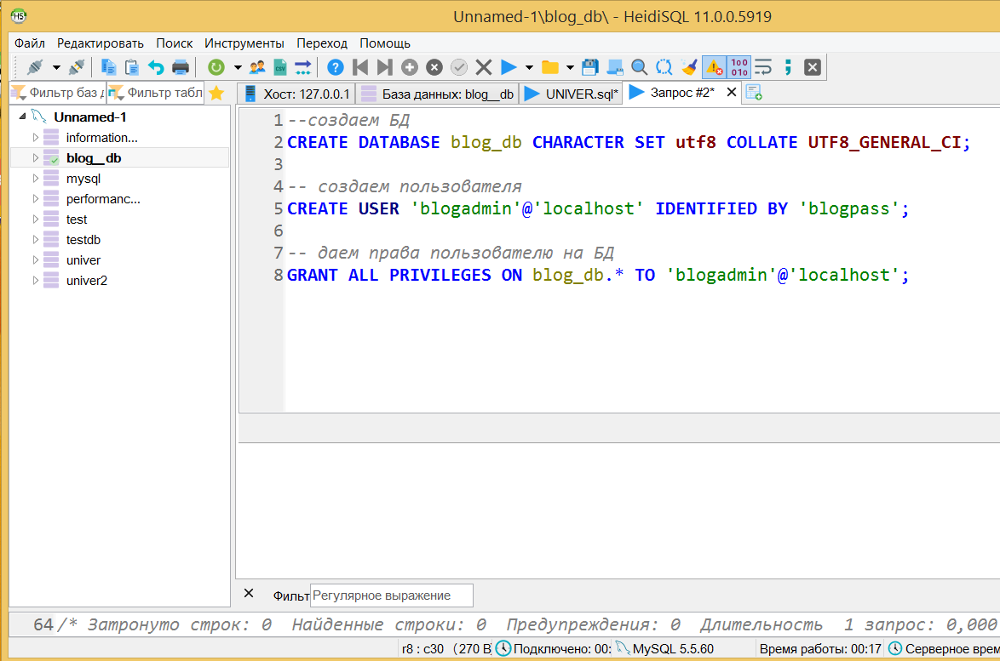 HS
Unnamed-1\blog_db\ - HeidiSQL 11.0.0.5919
Файл Редактировать Поиск Инструменты Переход Помощь
Фильтр баз Фильтр табл
Хост: 127.0.0.1 База данных: blog__db UNIVER.sql* Запрос #2*
Unnamed-1
information...
blog__db
mysql
performanc...
test
testdb
univer
univer2
1 --создаем БД
2 CREATE DATABASE blog_db CHARACTER SET utf8 COLLATE UTF8_GENERAL_CI;
3
4 -- создаем пользователя
5 CREATE USER 'blogadmin'@'localhost' IDENTIFIED BY 'blogpass';
6
7 -- даем права пользователю на БД
8 GRANT ALL PRIVILEGES ON blog_db.* TO 'blogadmin'@'localhost';
Фильт Регулярное выражение
64 /* Затронуто строк: 0 Найденные строки: 0 Предупреждения: 0 Длительность 1 запрос: 0,000
r8 : c30 (270 B Подключено: 00: MySQL 5.5.60 Время работы: 00:17 Серверное врем